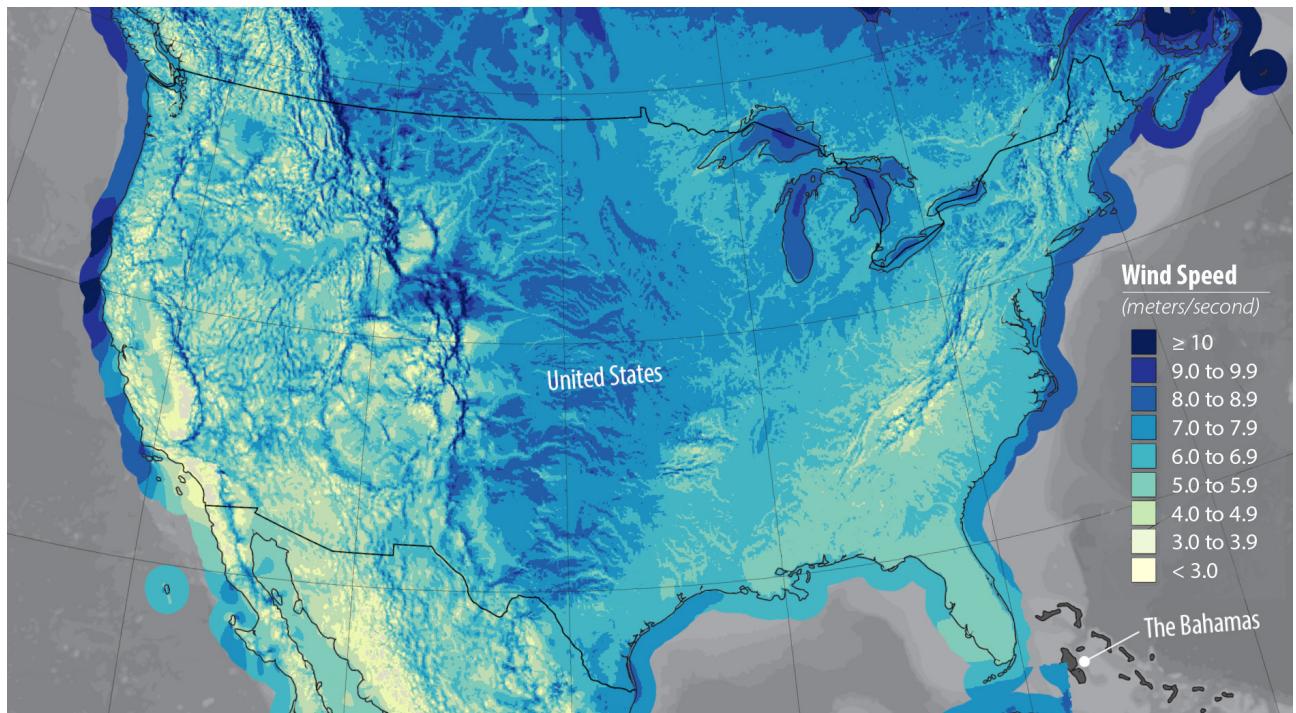 United States
Wind Speed
(meters/second)
≥ 10
9.0 to 9.9
8.0 to 8.9
7.0 to 7.9
6.0 to 6.9
5.0 to 5.9
4.0 to 4.9
3.0 to 3.9
< 3.0
The Bahamas